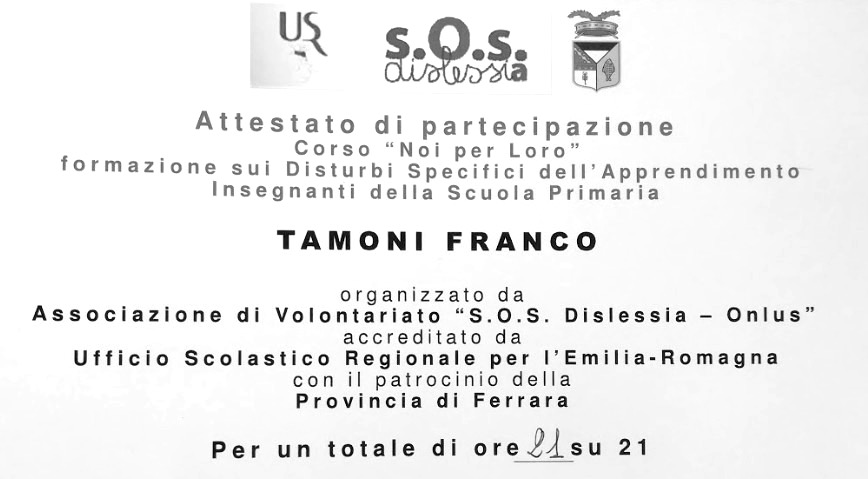 USR
s.O.s.
dislessia
Attestato di partecipazione
Corso “Noi per Loro”
formazione sui Disturbi Specifici dell’Apprendimento
Insegnanti della Scuola Primaria
TAMONI FRANCO
organizzato da
Associazione di Volontariato “S.O.S. Dislessia – Onlus”
accreditato da
Ufficio Scolastico Regionale per l’Emilia-Romagna
con il patrocinio della
Provincia di Ferrara
Per un totale di ore 21 su 21